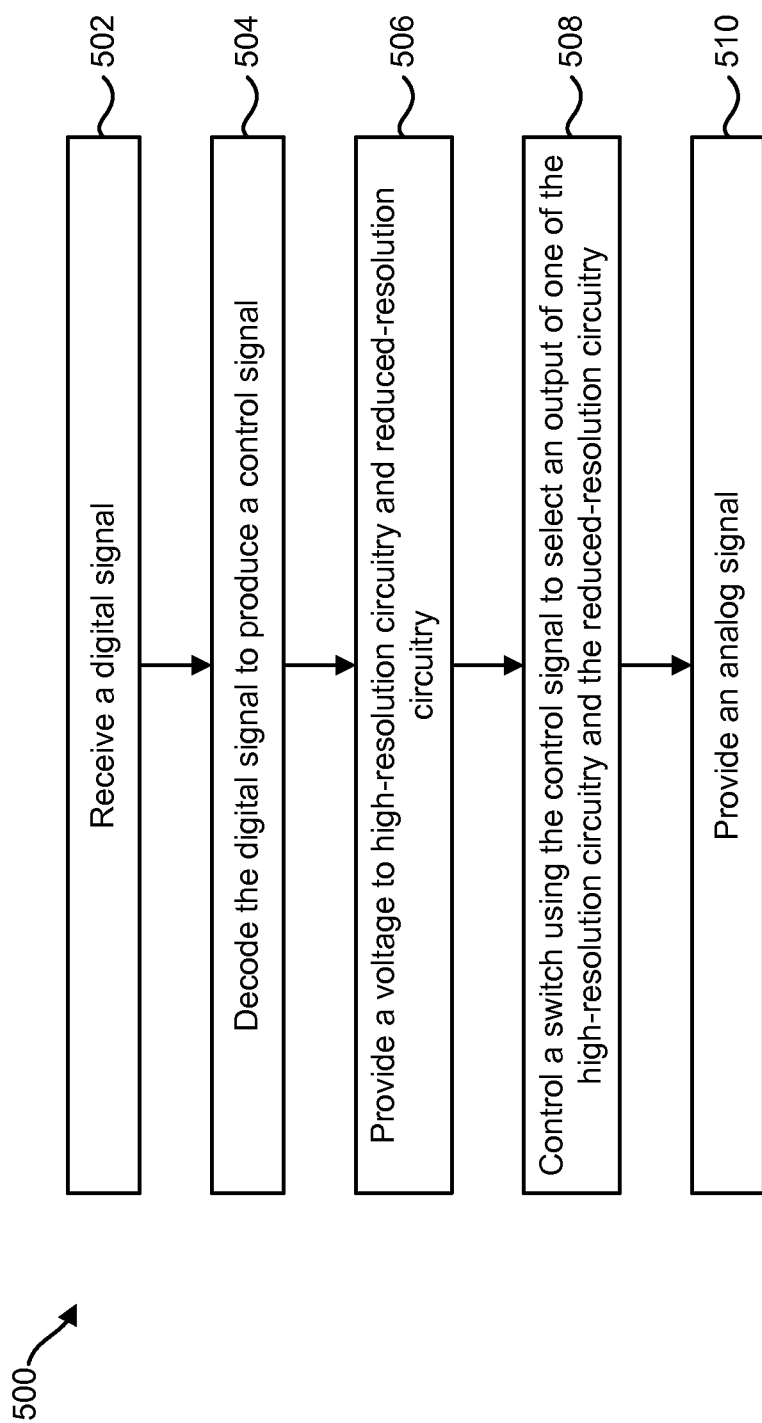 500
Receive a digital signal
502
Decode the digital signal to produce a control signal
504
Provide a voltage to high-resolution circuitry and reduced-resolution
circuitry
506
Control a switch using the control signal to select an output of one of the
high-resolution circuitry and the reduced-resolution circuitry
508
Provide an analog signal
510